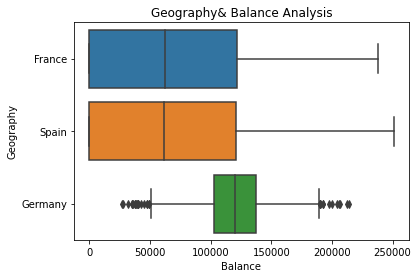 Geography& Balance Analysis
France
Spain
Germany
Geography
0 50000 100000 150000 200000 250000
Balance